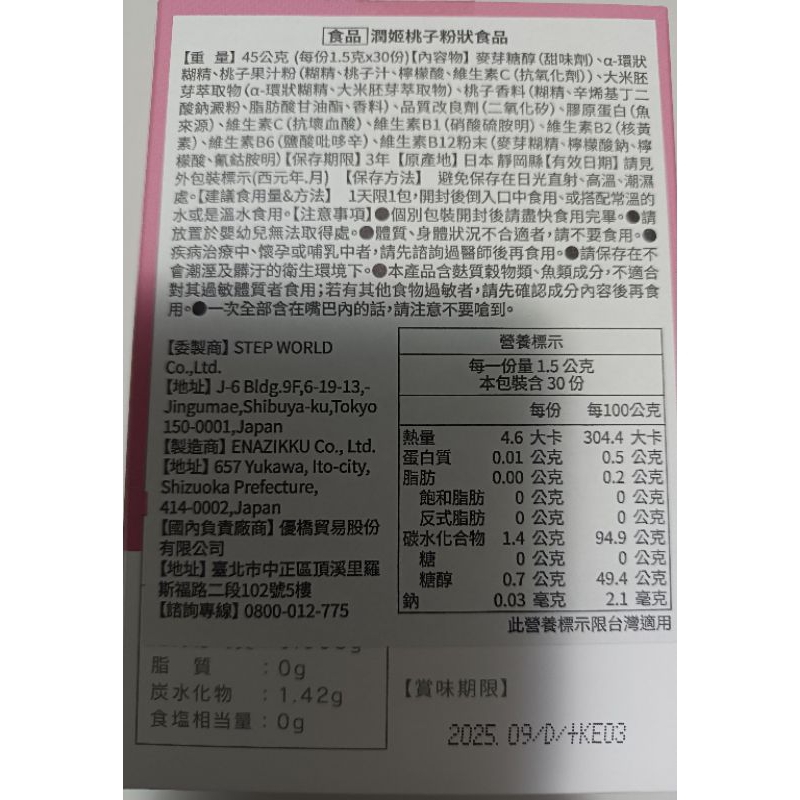 【食品】潤姬桃子粉狀食品
【重 量】45公克 (每份1.5克x30份)【內容物】麥芽糖醇(甜味劑)、α-環狀
糊精、桃子果汁粉(糊精、桃子汁、檸檬酸、維生素C(抗氧化劑))、大米胚
芽萃取物(α-環狀糊精、大米胚芽萃取物)、桃子香料(糊精、辛烯基丁二
酸鈉澱粉、脂肪酸甘油酯、香料)、品質改良劑(二氧化矽)、膠原蛋白(魚
來源)、維生素C(抗壞血酸)、維生素B1(硝酸硫胺明)、維生素B2(核黃
素)、維生素B6(鹽酸吡哆辛)、維生素B12粉末(麥芽糊精、檸檬酸鈉、檸
檬酸、氰鈷胺明)【保存期限】3年【原產地】日本 靜岡縣【有效日期】請見
外包裝標示(西元年.月) 【保存方法】 避免保存在日光直射、高溫、潮濕
處。【建議食用量&方法】 1天限1包,開封後倒入口中食用、或搭配常溫的
水或是溫水食用。【注意事項】●個別包裝開封後請盡快食用完畢。●請
放置於嬰幼兒無法取得處。●體質、身體狀況不合適者,請不要食用。●
疾病治療中、懷孕或哺乳中者,請先諮詢過醫師後再食用。●請保存在不
會潮溼及髒汙的衛生環境下。●本產品含麩質穀物類、魚類成分,不適合
對其過敏體質者食用;若有其他食物過敏者,請先確認成分內容後再食
用。●一次全部含在嘴巴內的話,請注意不要嗆到。
【委製商】STEP WORLD
Co.,Ltd.
【地址】J-6 Bldg.9F,6-19-13,-
Jingumae,Shibuya-ku,Tokyo
150-0001,Japan
【製造商】ENAZIKKU Co., Ltd.
【地址】657 Yukawa, Ito-city,
Shizuoka Prefecture,
414-0002,Japan
【國內負責廠商】優橋貿易股份
有限公司
【地址】臺北市中正區頂溪里羅
斯福路二段102號5樓
【諮詢專線】0800-012-775
營養標示
每一份量 1.5 公克
本包裝含 30 份
每份 每100公克
熱量 4.6 大卡 304.4 大卡
蛋白質 0.01 公克 0.5 公克
脂肪 0.00 公克 0.2 公克
飽和脂肪 0 公克 0 公克
反式脂肪 0 公克 0 公克
碳水化合物 1.4 公克 94.9 公克
糖 0 公克 0 公克
糖醇 0.7 公克 49.4 公克
鈉 0.03 毫克 2.1 毫克
此營養標示限台灣適用
脂 質 : 0g
炭水化物 : 1.42g
食塩相当量 : 0g
【賞味期限】
2025. 09/D/+KE03